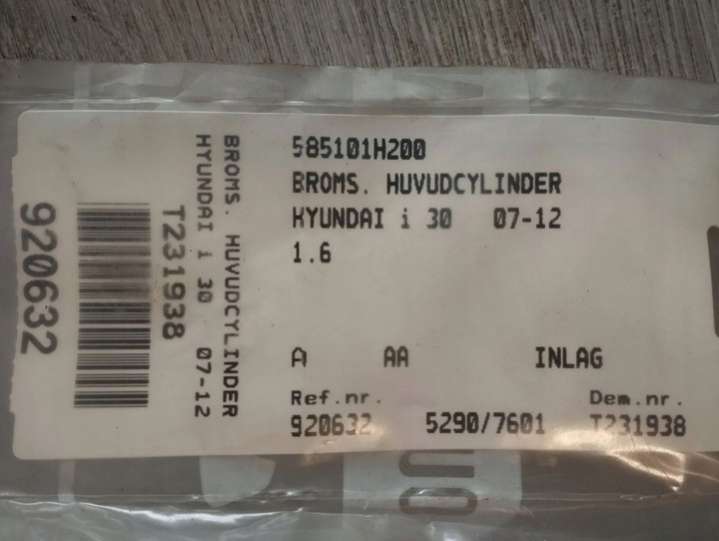 920632
T231938
BROMS. HUVUDCYLINDER
HYUNDAI i 30 07-12
585101H200
BROMS. HUVUDCYLINDER
HYUNDAI i 30 07-12
1.6
A AA INLAG
Ref.nr. Dem.nr.
920632 5290/7601 T231938